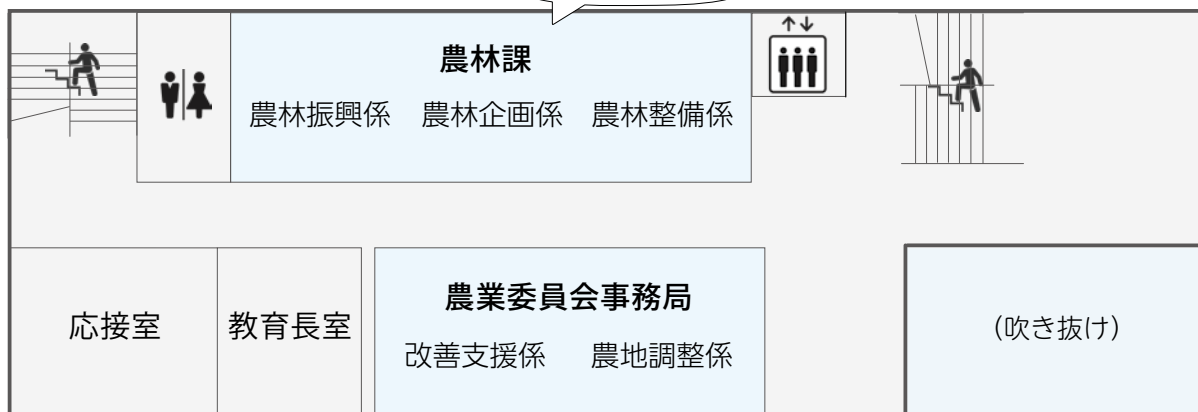 農林課
農林振興係 農林企画係 農林整備係
応接室
教育長室
農業委員会事務局
改善支援係 農地調整係
(吹き抜け)